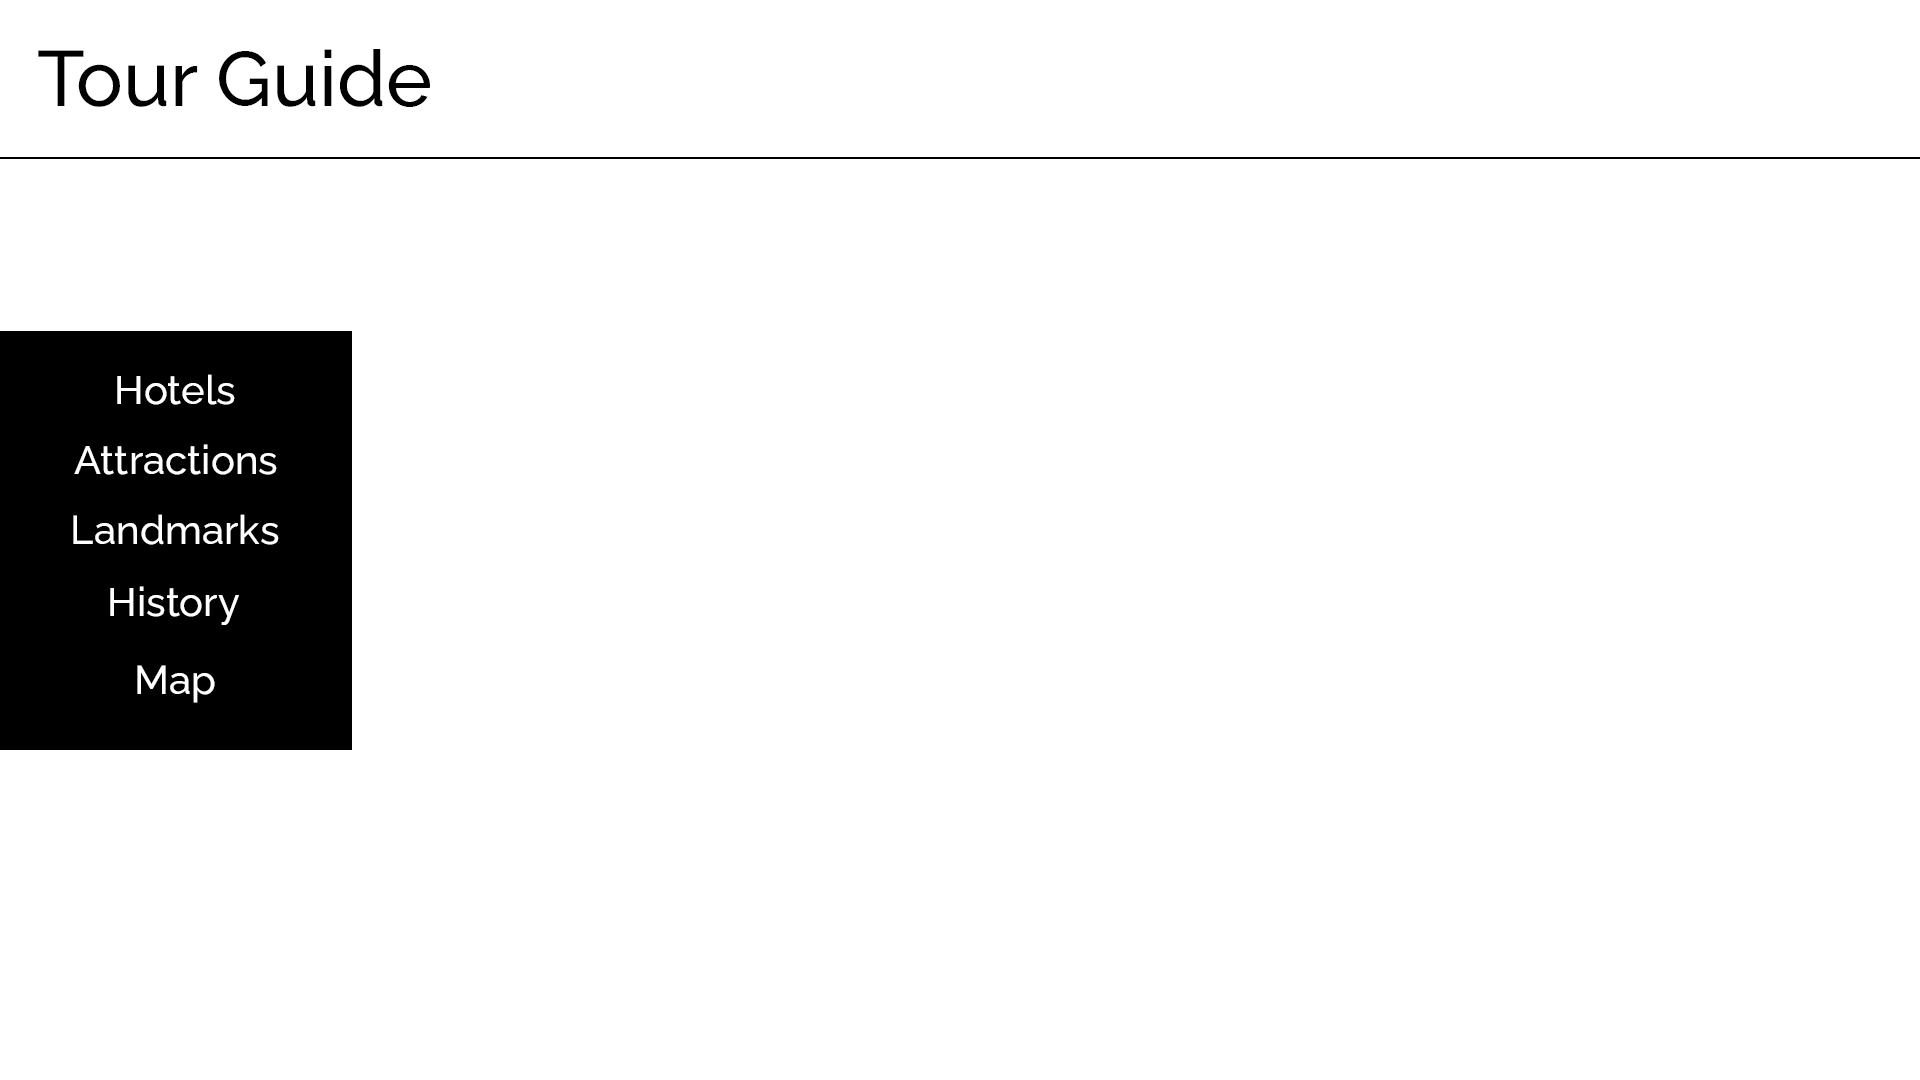 Tour Guide
Hotels
Attractions
Landmarks
History
Map